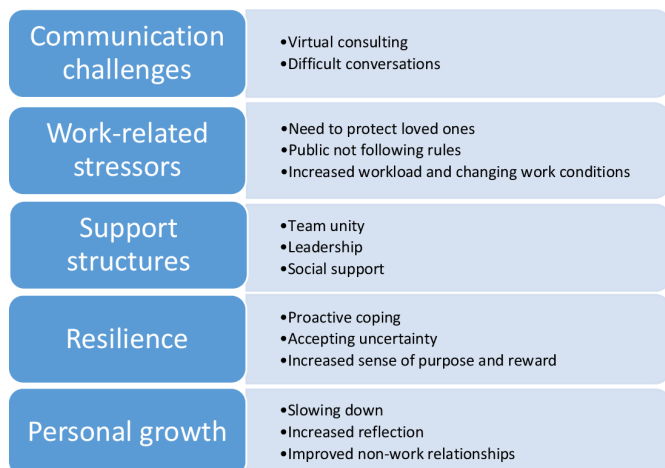 Communication
challenges
•Virtual consulting
•Difficult conversations
Work-related
stressors
•Need to protect loved ones
•Public not following rules
•Increased workload and changing work conditions
Support
structures
•Team unity
•Leadership
•Social support
Resilience
•Proactive coping
•Accepting uncertainty
•Increased sense of purpose and reward
Personal growth
•Slowing down
•Increased reflection
•Improved non-work relationships